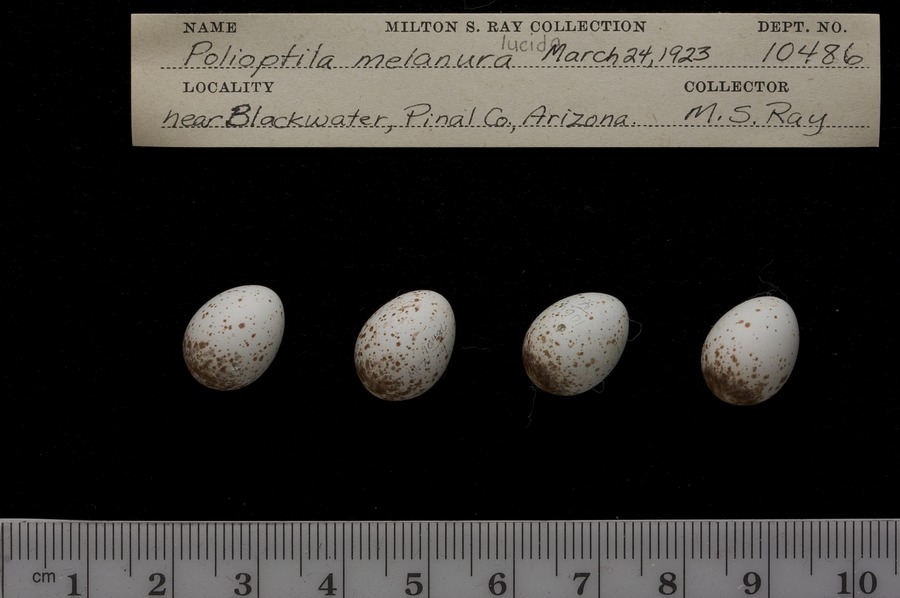 NAME MILTON S. RAY COLLECTION DEPT. NO.
lucida
Polioptila melanura March 24, 1923 10486
LOCALITY COLLECTOR
near Blackwater, Pinal Co., Arizona. M. S. Ray
cm 1 2 3 4 5 6 7 8 9 10